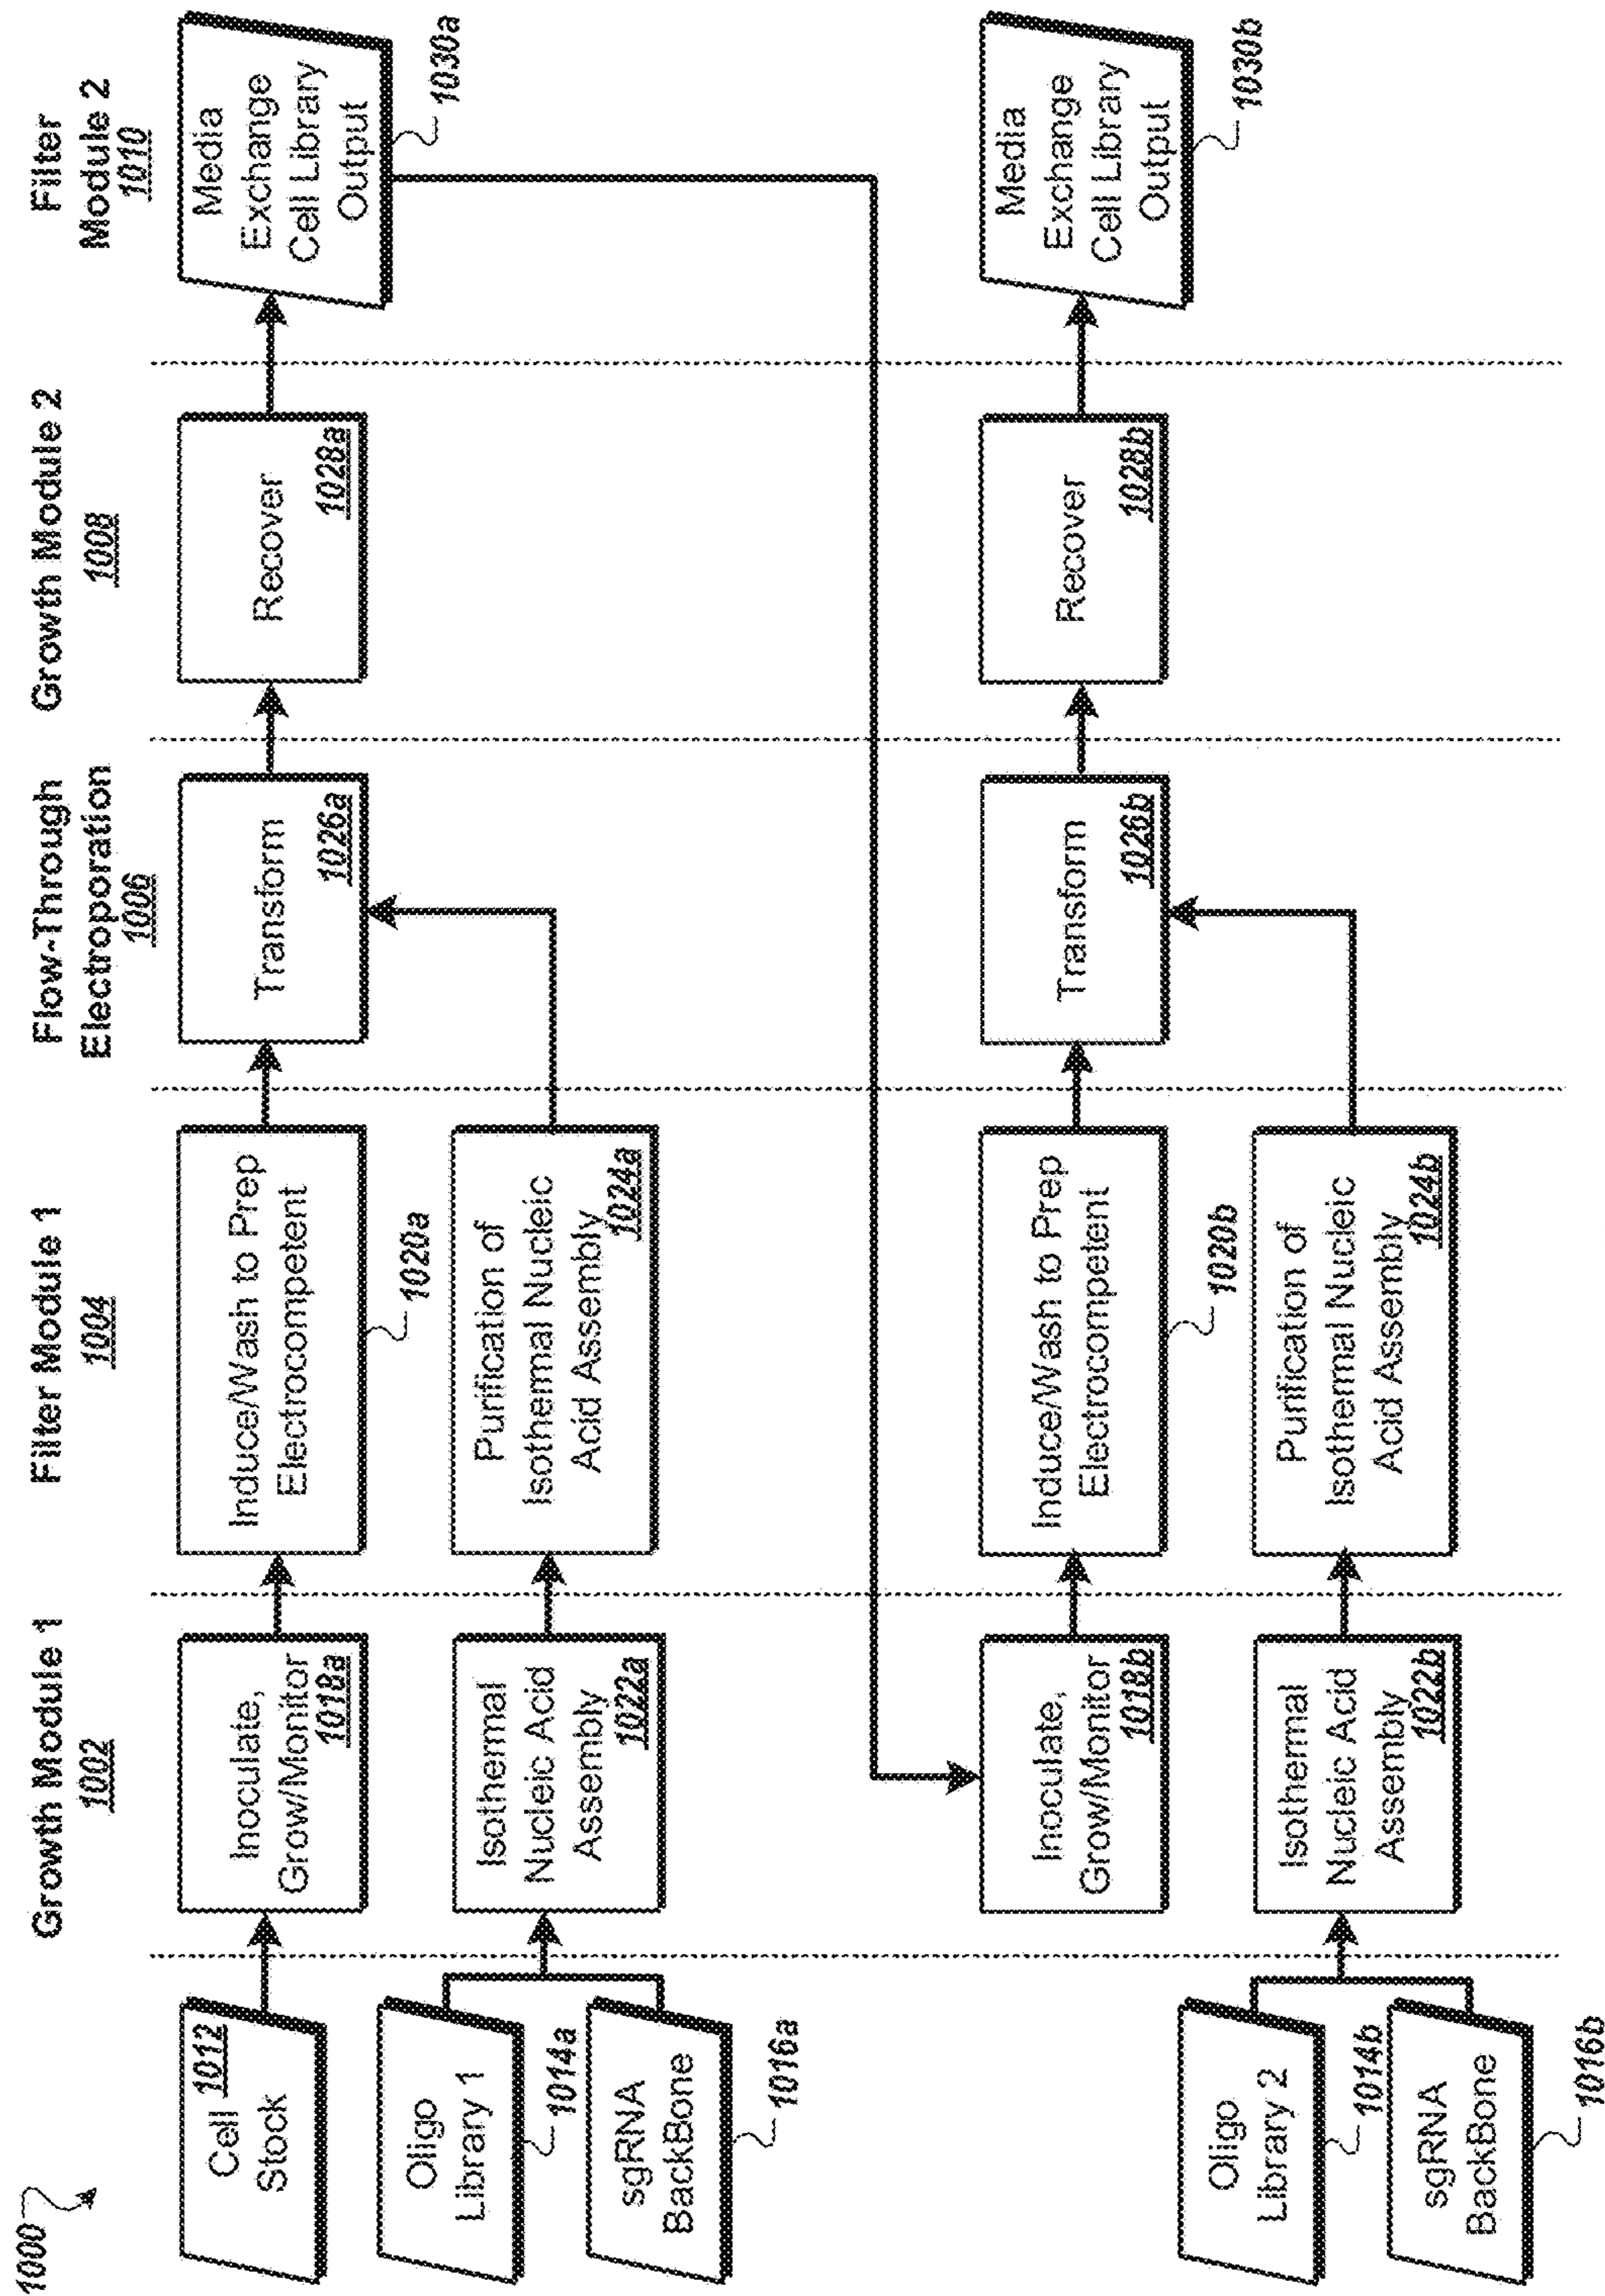 1000
Growth Module 1
1002
Filter Module 1
1004
Flow-Through
Electroporation
1006
Growth Module 2
1008
Filter
Module 2
1010
Cell
Stock
1012
Inoculate,
Grow/Monitor
1018a
Induce/Wash to Prep
Electrocompetent
1020a
Transform
1026a
Recover
1028a
Media
Exchange
Cell Library
Output
1030a
Oligo
Library 1
1014a
sgRNA
BackBone
1016a
Isothermal
Nucleic Acid
Assembly
1022a
Purification of
Isothermal Nucleic
Acid Assembly
1024a
Inoculate,
Grow/Monitor
1018b
Induce/Wash to Prep
Electrocompetent
1020b
Transform
1026b
Recover
1028b
Media
Exchange
Cell Library
Output
1030b
Oligo
Library 2
1014b
sgRNA
BackBone
1016b
Isothermal
Nucleic Acid
Assembly
1022b
Purification of
Isothermal Nucleic
Acid Assembly
1024b